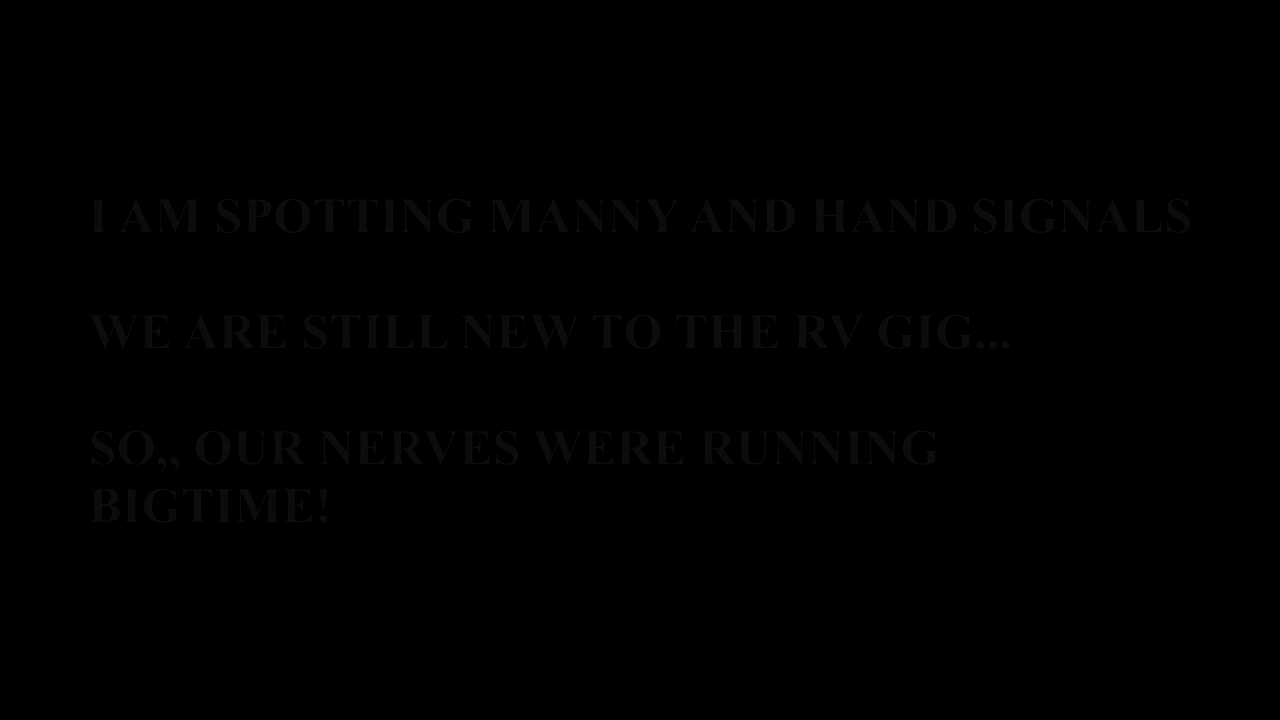 I AM SPOTTING MANNY AND HAND SIGNALS
WE ARE STILL NEW TO THE RV GIG...
SO,, OUR NERVES WERE RUNNING
BIGTIME!